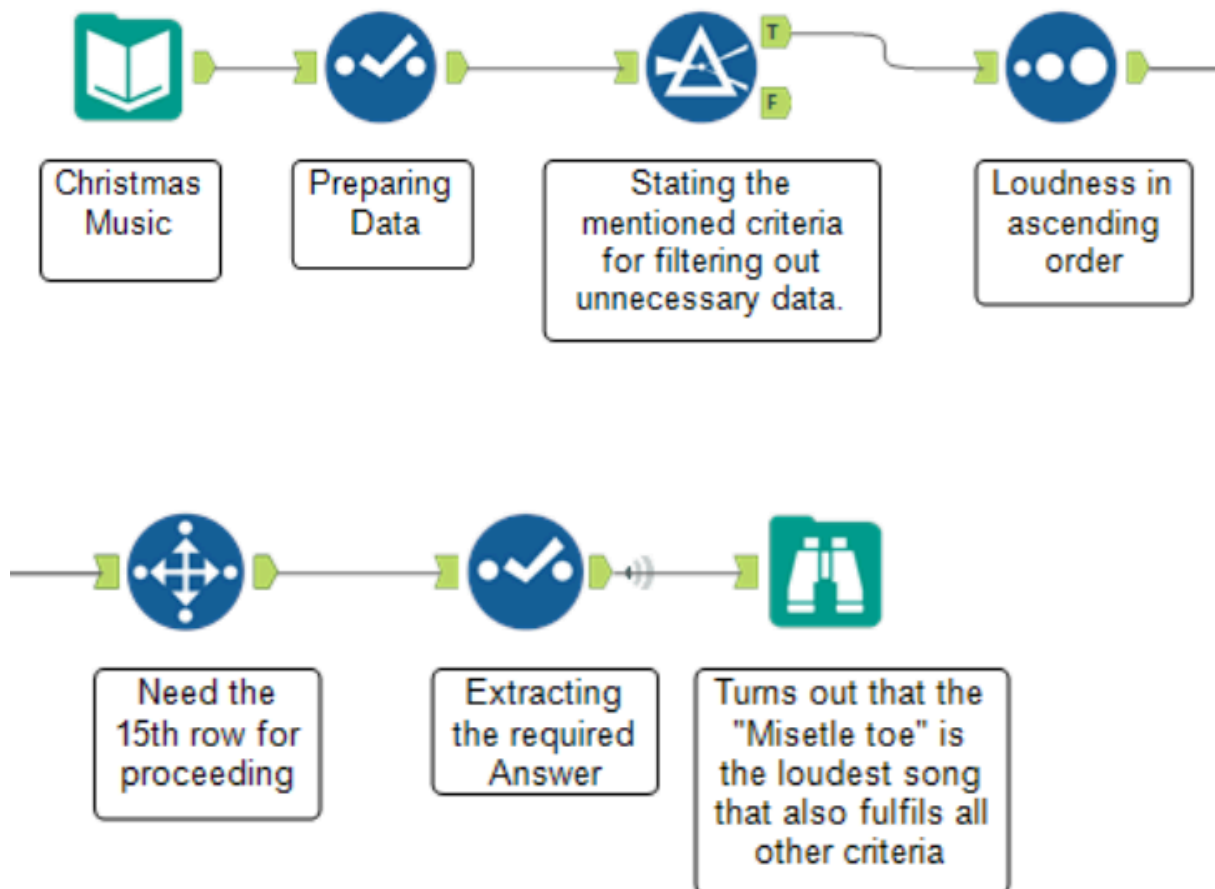 T
F
Christmas
Music
Preparing
Data
Stating the
mentioned criteria
for filtering out
unnecessary data.
Loudness in
ascending
order
Need the
15th row for
proceeding
Extracting
the required
Answer
Turns out that the
"Misetle toe" is
the loudest song
that also fulfils all
other criteria